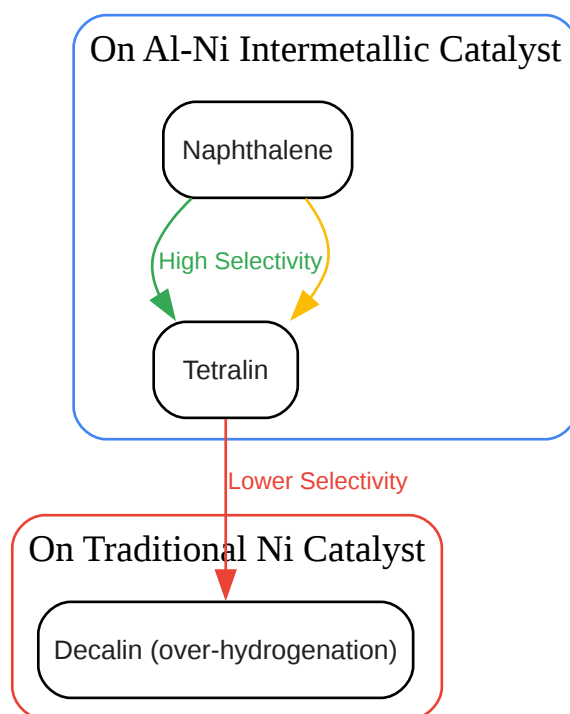 On Al-Ni Intermetallic Catalyst
Naphthalene
High Selectivity
Tetralin
Lower Selectivity
On Traditional Ni Catalyst
Decalin (over-hydrogenation)